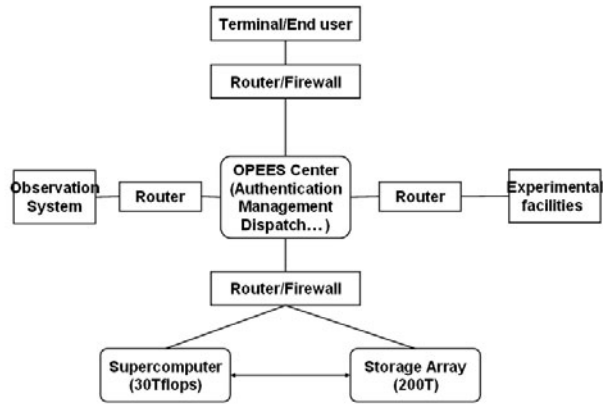 Terminal/End user
Router/Firewall
OPEES Center
(Authentication
Management
Dispatch...)
Observation
System
Router
Router
Experimental
facilities
Router/Firewall
Supercomputer
(30Tflops)
Storage Array
(200T)